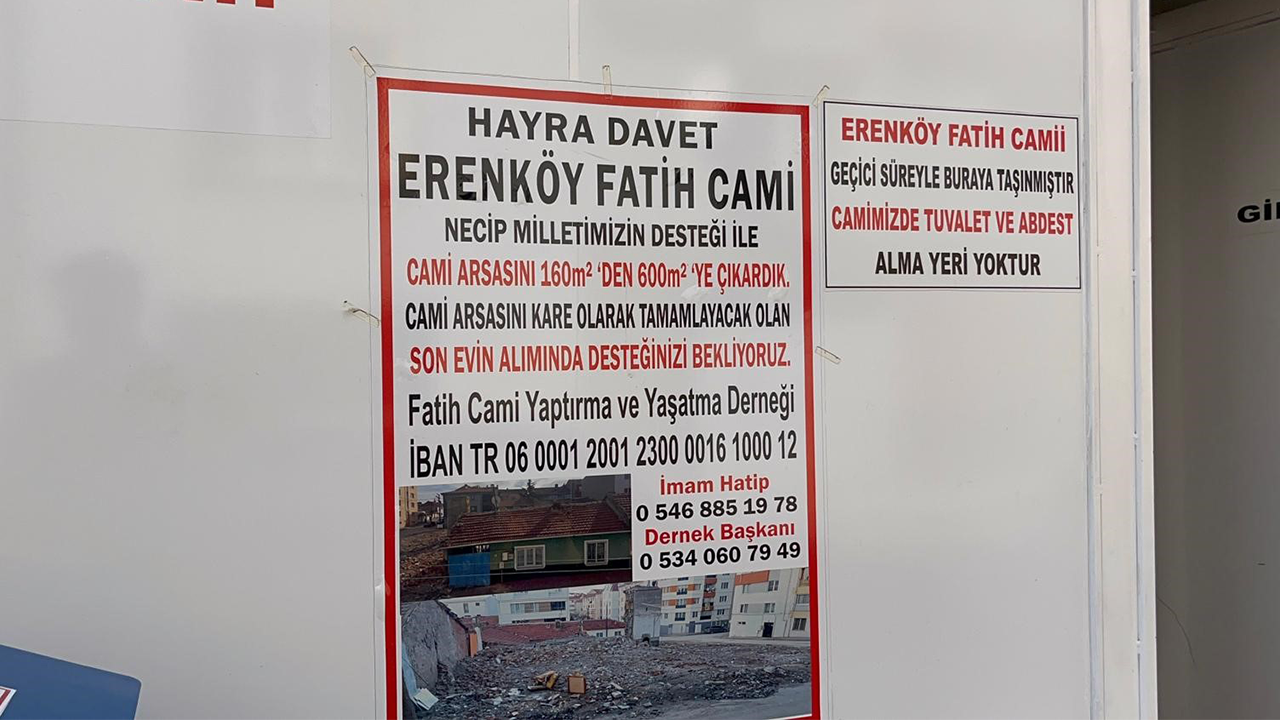 HAYRA DAVET
ERENKÖY FATİH CAMİ
NECİP MİLLETİMİZİN DESTEĞİ İLE
CAMİ ARSASINI 160m² ‘DEN 600m² ‘YE ÇIKARDIK.
CAMİ ARSASINI KARE OLARAK TAMAMLAYACAK OLAN
SON EVİN ALIMINDA DESTEĞİNİZİ BEKLİYORUZ.
Fatih Cami Yaptırma ve Yaşatma Derneği
İBAN TR 06 0001 2001 2300 0016 1000 12
İmam Hatip
0 546 885 19 78
Dernek Başkanı
0 534 060 79 49
ERENKÖY FATİH CAMİİ
GEÇİCİ SÜREYLE BURAYA TAŞINMIŞTIR
CAMİMİZDE TUVALET VE ABDEST
ALMA YERİ YOKTUR